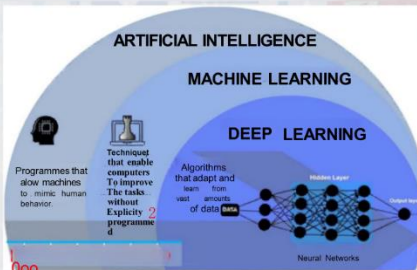 ARTIFICIAL INTELLIGENCE
MACHINE LEARNING
DEEP LEARNING
Programmes that
alow machines
to mimic human
behavior.
Techniquet
that enable
computers
To improve
..The tasks..
without
Explicity
programme
d
2
Algorithms
that adapt and
learn from
vast amounts
of data
Data
Hidden Layer
Neural Networks